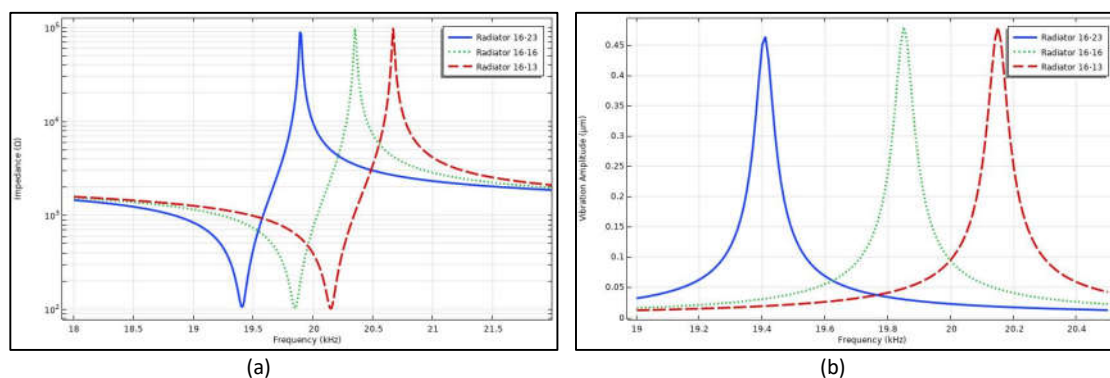 10⁵
10⁴
10³
10²
Impedance (Ω)
Radiator 16-23
Radiator 16-16
Radiator 16-13
18 18.5 19 19.5 20 20.5 21 21.5
Frequency (kHz)
(a)
0.45
0.4
0.35
0.3
0.25
0.2
0.15
0.1
0.05
0
Vibration Amplitude (µm)
Radiator 16-23
Radiator 16-16
Radiator 16-13
19 19.2 19.4 19.6 19.8 20 20.2 20.4
Frequency (kHz)
(b)